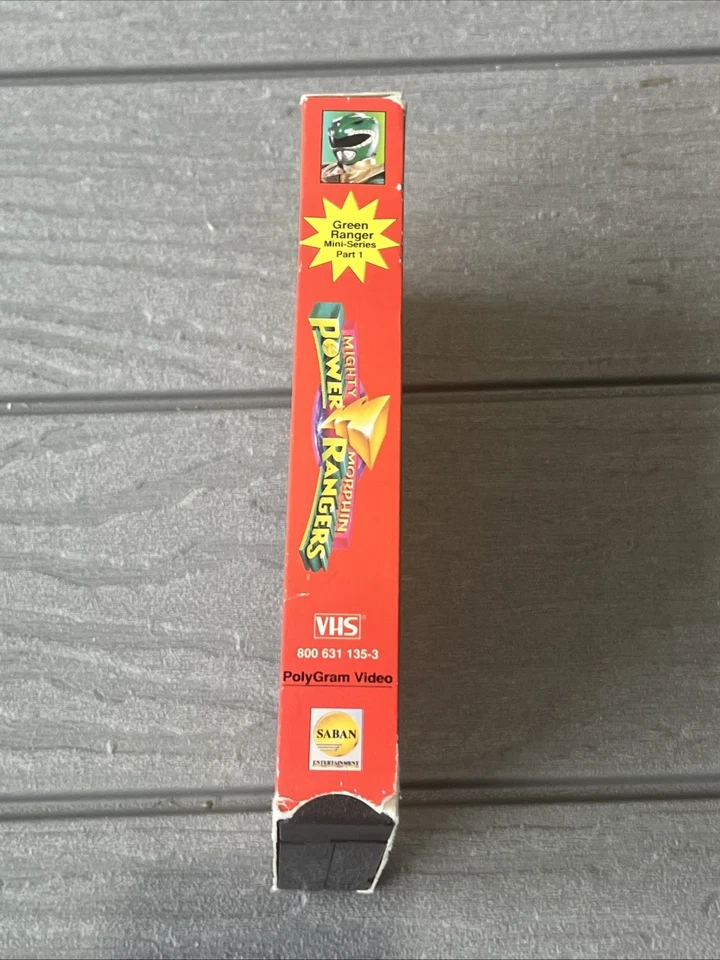 Green
Ranger
Mini-Series
Part 1
MIGHTY MORPHIN
POWER RANGERS
VHS
800 631 135-3
PolyGram Video
SABAN
ENTERTAINMENT